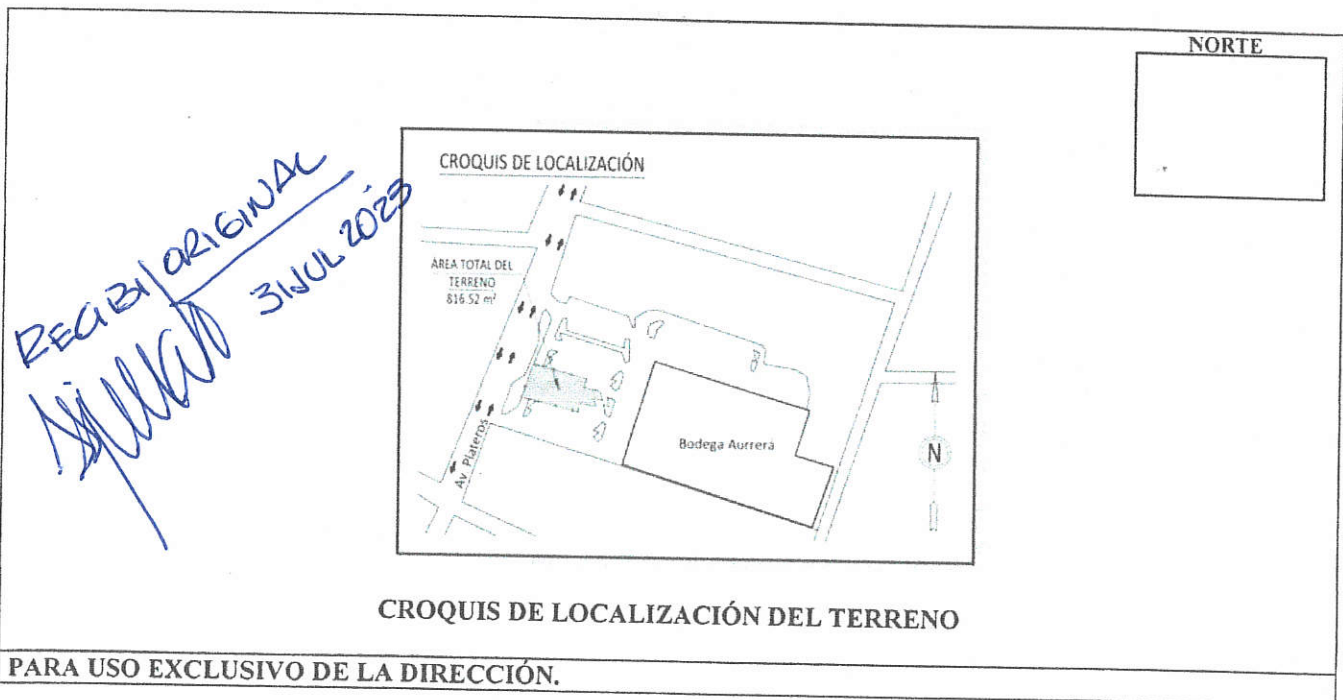 NORTE
CROQUIS DE LOCALIZACIÓN
AREA TOTAL DEL
TERRENO
816.52 m²
Av. Plateros
Bodega Aurrera
N
RECIBI ORIGINAL
31 JUL 2023
CROQUIS DE LOCALIZACIÓN DEL TERRENO
PARA USO EXCLUSIVO DE LA DIRECCIÓN.